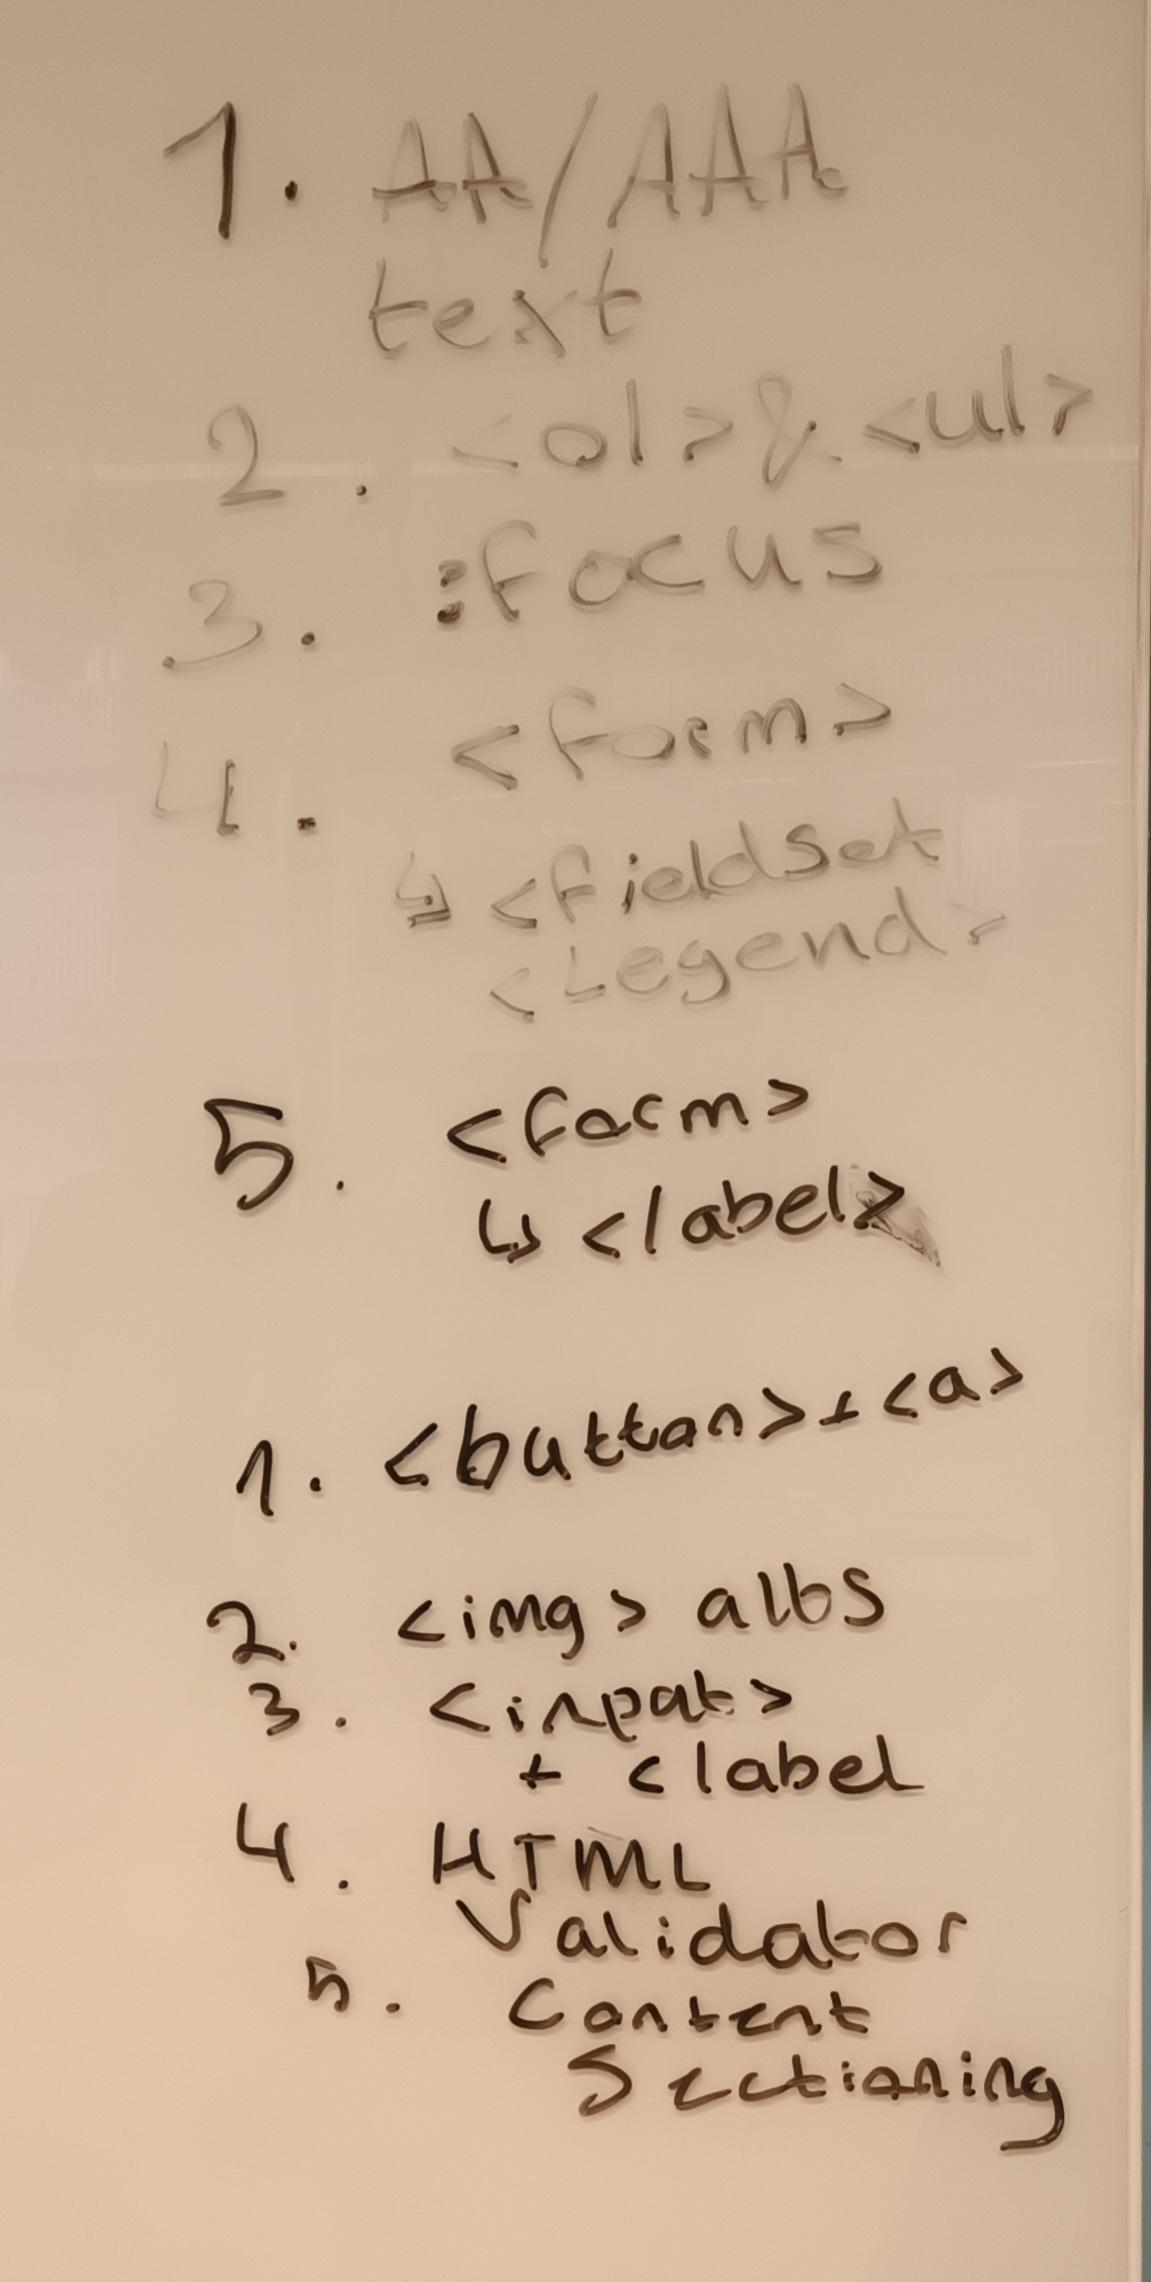 1. AA/AAA
text
2. <ol> & <ul>
3. :focus
4. <form>
↳ <fieldset
<Legend>
5. <form>
↳ <label>
1. <button> + <a>
2. <img> alts
3. <input>
+ <label
4. HTML
Validator
5. Content
Sectioning